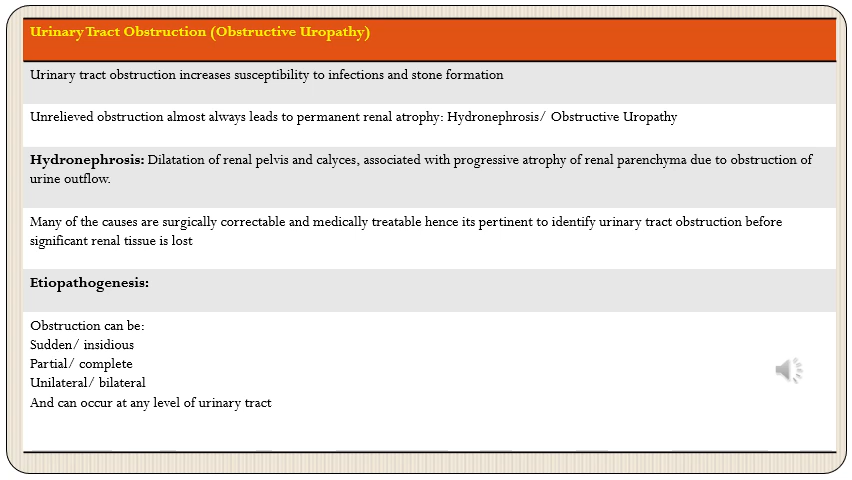 Urinary Tract Obstruction (Obstructive Uropathy)
Urinary tract obstruction increases susceptibility to infections and stone formation
Unrelieved obstruction almost always leads to permanent renal atrophy: Hydronephrosis/ Obstructive Uropathy
Hydronephrosis: Dilatation of renal pelvis and calyces, associated with progressive atrophy of renal parenchyma due to obstruction of
urine outflow.
Many of the causes are surgically correctable and medically treatable hence its pertinent to identify urinary tract obstruction before
significant renal tissue is lost
Etiopathogenesis:
Obstruction can be:
Sudden/ insidious
Partial/ complete
Unilateral/ bilateral
And can occur at any level of urinary tract